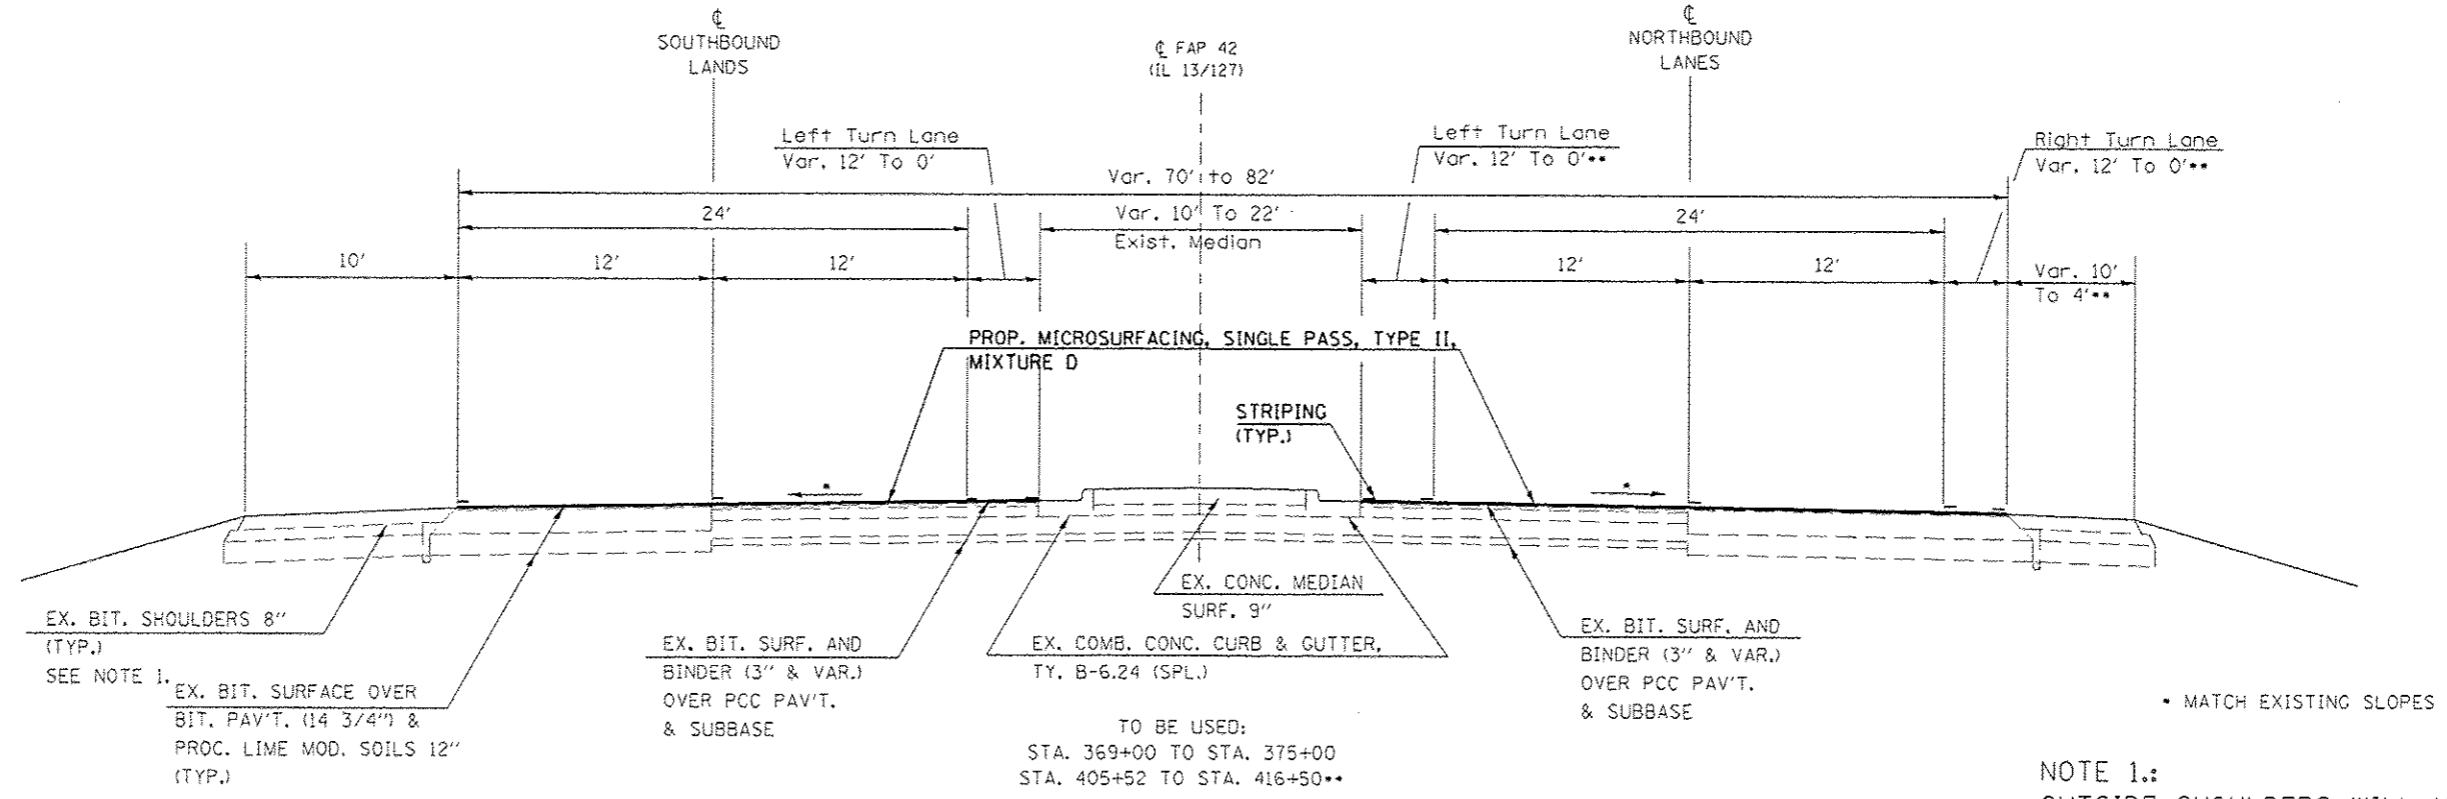 ℄
SOUTHBOUND
LANDS
℄ FAP 42
(IL 13/127)
℄
NORTHBOUND
LANES
Left Turn Lane
Var. 12' To 0'
Left Turn Lane
Var. 12' To 0'**
Right Turn Lane
Var. 12' To 0'**
Var. 70' to 82'
24'
Var. 10' To 22'
Exist. Median
24'
10'
12'
12'
12'
12'
Var. 10'
To 4'**
PROP. MICROSURFACING, SINGLE PASS, TYPE II,
MIXTURE D
STRIPING
(TYP.)
*
*
EX. BIT. SHOULDERS 8"
(TYP.)
SEE NOTE 1.
EX. BIT. SURFACE OVER
BIT. PAV'T. (14 3/4") &
PROC. LIME MOD. SOILS 12"
(TYP.)
EX. BIT. SURF. AND
BINDER (3" & VAR.)
OVER PCC PAV'T.
& SUBBASE
EX. CONC. MEDIAN
SURF. 9"
EX. COMB. CONC. CURB & GUTTER,
TY. B-6.24 (SPL.)
EX. BIT. SURF. AND
BINDER (3" & VAR.)
OVER PCC PAV'T.
& SUBBASE
TO BE USED:
STA. 369+00 TO STA. 375+00
STA. 405+52 TO STA. 416+50**
* MATCH EXISTING SLOPES
NOTE 1.: